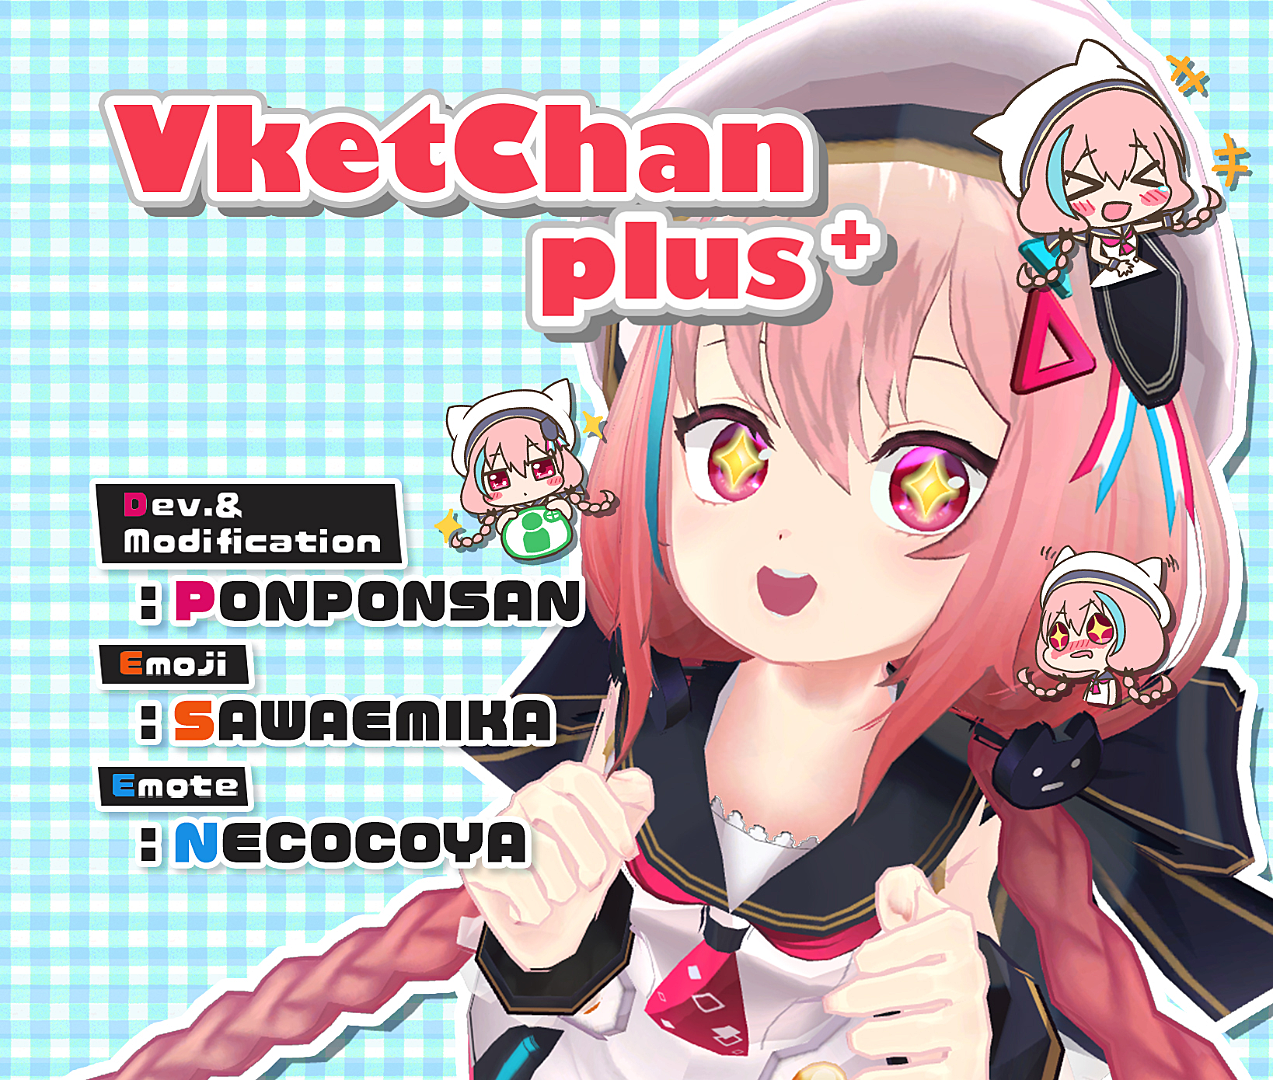 VketChan
plus+
Dev.&
Modification
: PONPONSAN
Emoji
: SAWAEMIKA
Emote
: NECOCOYA